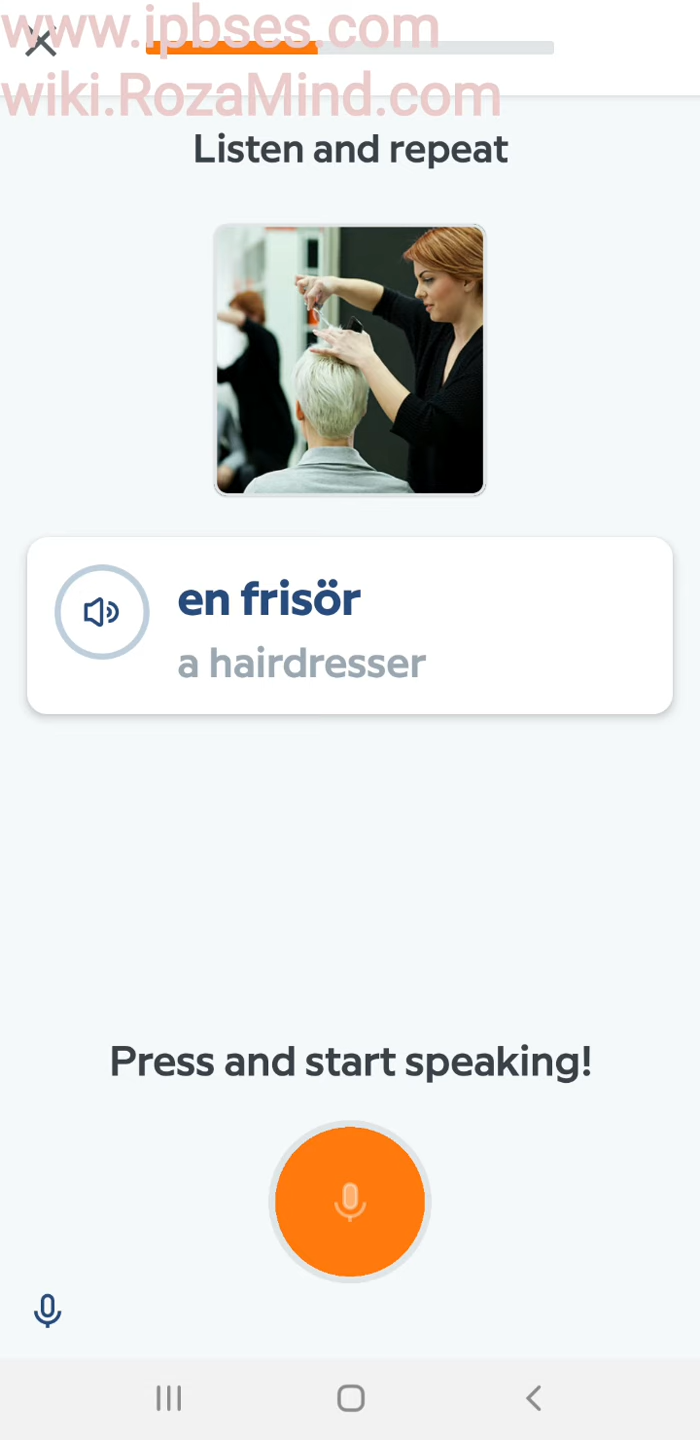 www.ipbses.com
wiki.RozaMind.com
Listen and repeat
en frisör
a hairdresser
Press and start speaking!